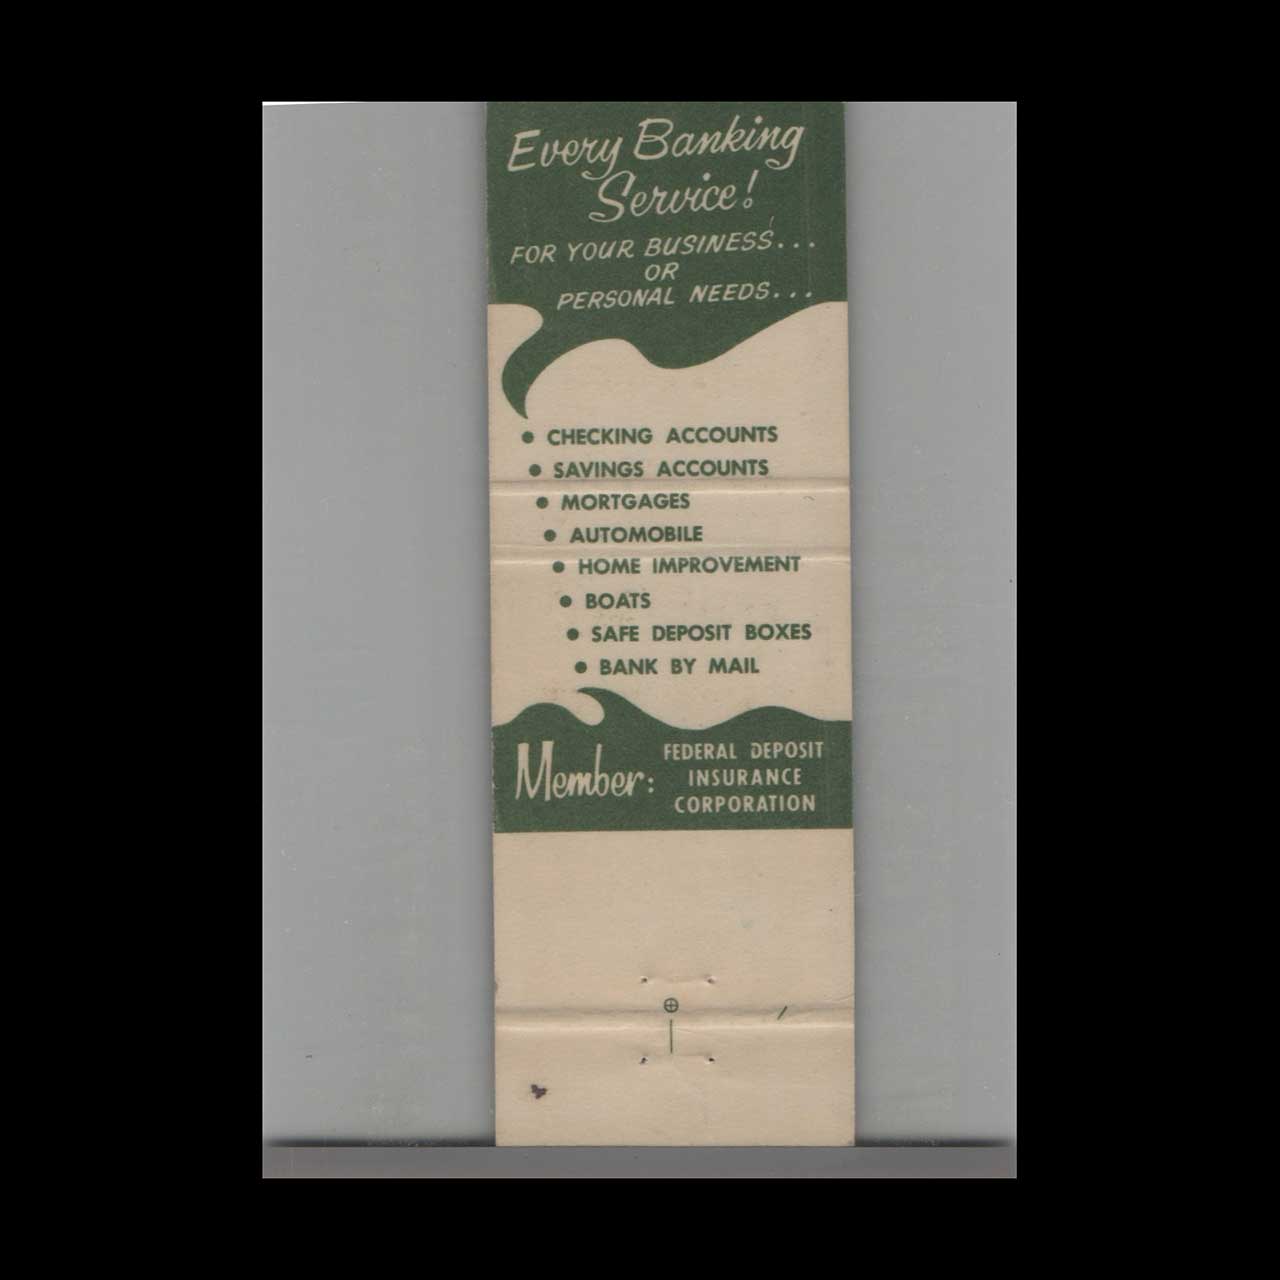 Every Banking
Service!
FOR YOUR BUSINESS...
OR
PERSONAL NEEDS...
• CHECKING ACCOUNTS
• SAVINGS ACCOUNTS
• MORTGAGES
• AUTOMOBILE
• HOME IMPROVEMENT
• BOATS
• SAFE DEPOSIT BOXES
• BANK BY MAIL
Member: FEDERAL DEPOSIT
INSURANCE
CORPORATION